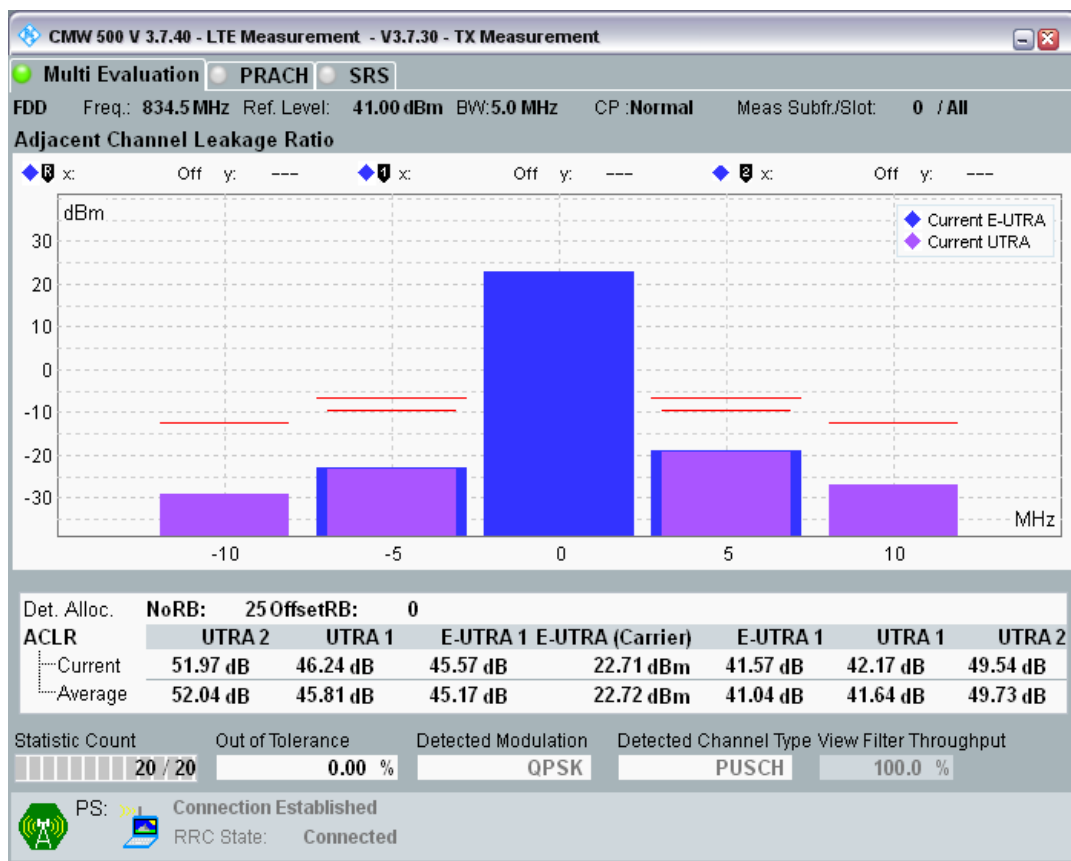 CMW 500 V 3.7.40 - LTE Measurement - V3.7.30 - TX Measurement
Multi Evaluation PRACH SRS
FDD Freq.: 834.5 MHz Ref. Level: 41.00 dBm BW:5.0 MHz CP :Normal Meas Subfr./Slot: 0 / All
Adjacent Channel Leakage Ratio
R x: Off y: --- 1 x: Off y: --- 2 x: Off y: ---
dBm
Current E-UTRA
Current UTRA
30
20
10
0
-10
-20
-30
MHz
-10 -5 0 5 10
Det. Alloc. NoRB: 25 OffsetRB: 0
ACLR UTRA 2 UTRA 1 E-UTRA 1 E-UTRA (Carrier) E-UTRA 1 UTRA 1 UTRA 2
Current 51.97 dB 46.24 dB 45.57 dB 22.71 dBm 41.57 dB 42.17 dB 49.54 dB
Average 52.04 dB 45.81 dB 45.17 dB 22.72 dBm 41.04 dB 41.64 dB 49.73 dB
Statistic Count Out of Tolerance Detected Modulation Detected Channel Type View Filter Throughput
20 / 20 0.00 % QPSK PUSCH 100.0 %
PS: Connection Established
RRC State: Connected